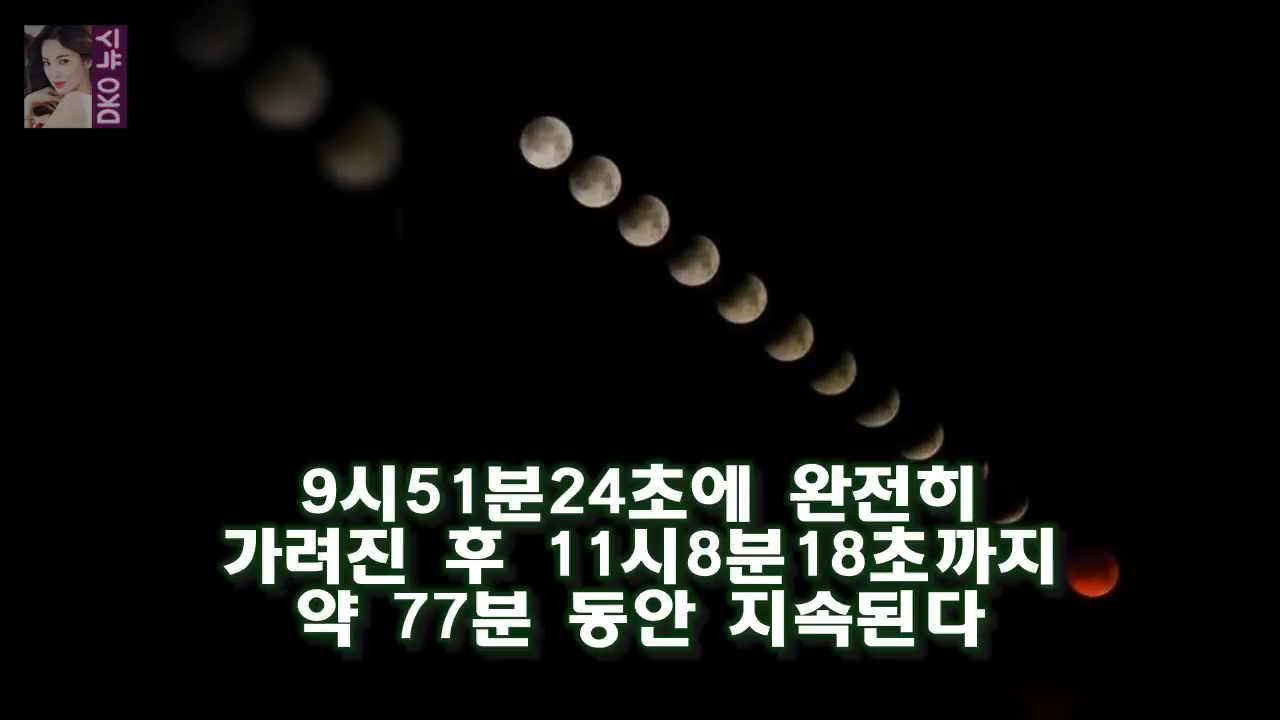 DKO 뉴스
9시51분24초에 완전히
가려진 후 11시8분18초까지
약 77분 동안 지속된다